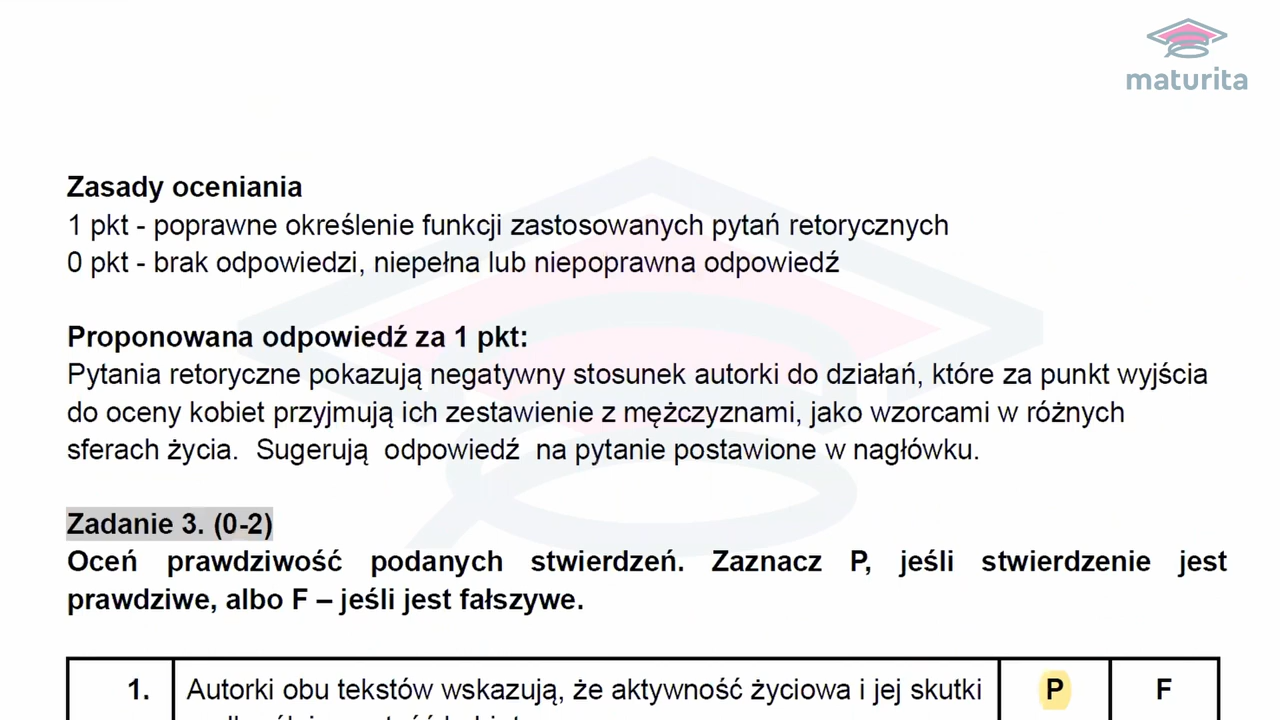 maturita
Zasady oceniania
1 pkt - poprawne określenie funkcji zastosowanych pytań retorycznych
0 pkt - brak odpowiedzi, niepełna lub niepoprawna odpowiedź
Proponowana odpowiedź za 1 pkt:
Pytania retoryczne pokazują negatywny stosunek autorki do działań, które za punkt wyjścia
do oceny kobiet przyjmują ich zestawienie z mężczyznami, jako wzorcami w różnych
sferach życia. Sugerują odpowiedź na pytanie postawione w nagłówku.
Zadanie 3. (0-2)
Oceń prawdziwość podanych stwierdzeń. Zaznacz P, jeśli stwierdzenie jest
prawdziwe, albo F – jeśli jest fałszywe.
1. Autorki obu tekstów wskazują, że aktywność życiowa i jej skutki P F